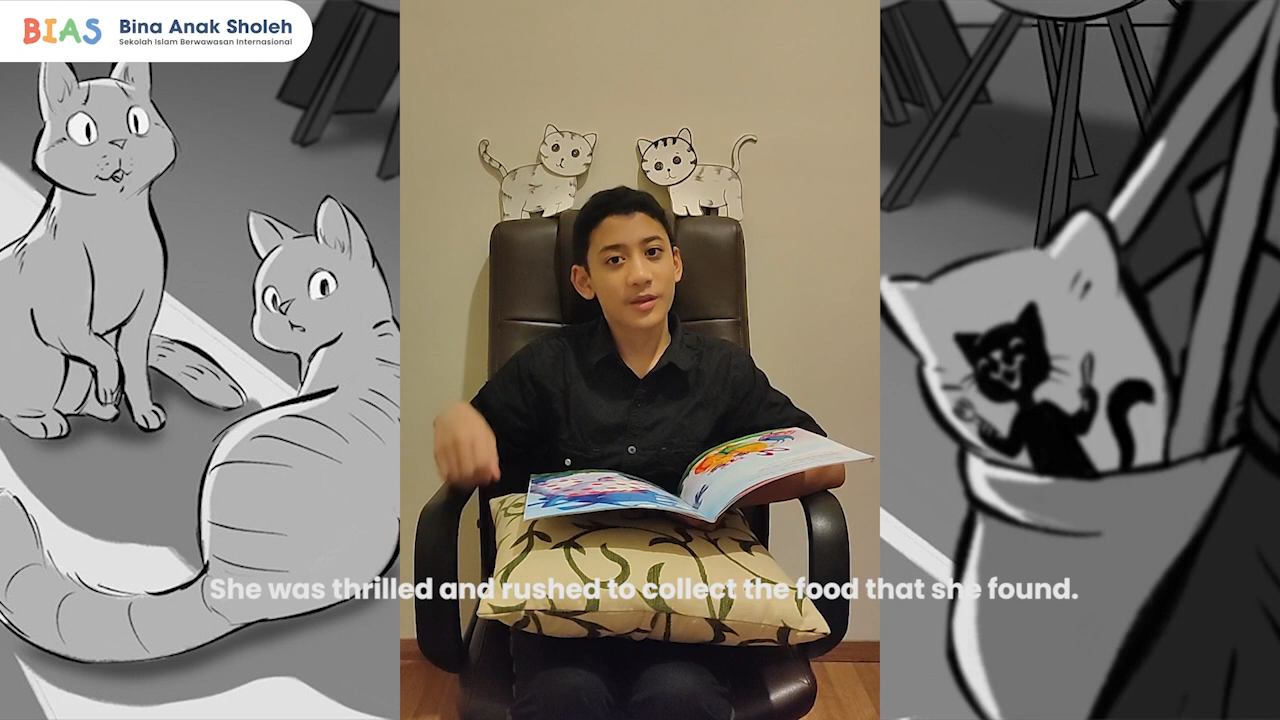 BIAS
Bina Anak Sholeh
Sekolah Islam Berwawasan Internasional
She was thrilled and rushed to collect the food that she found.